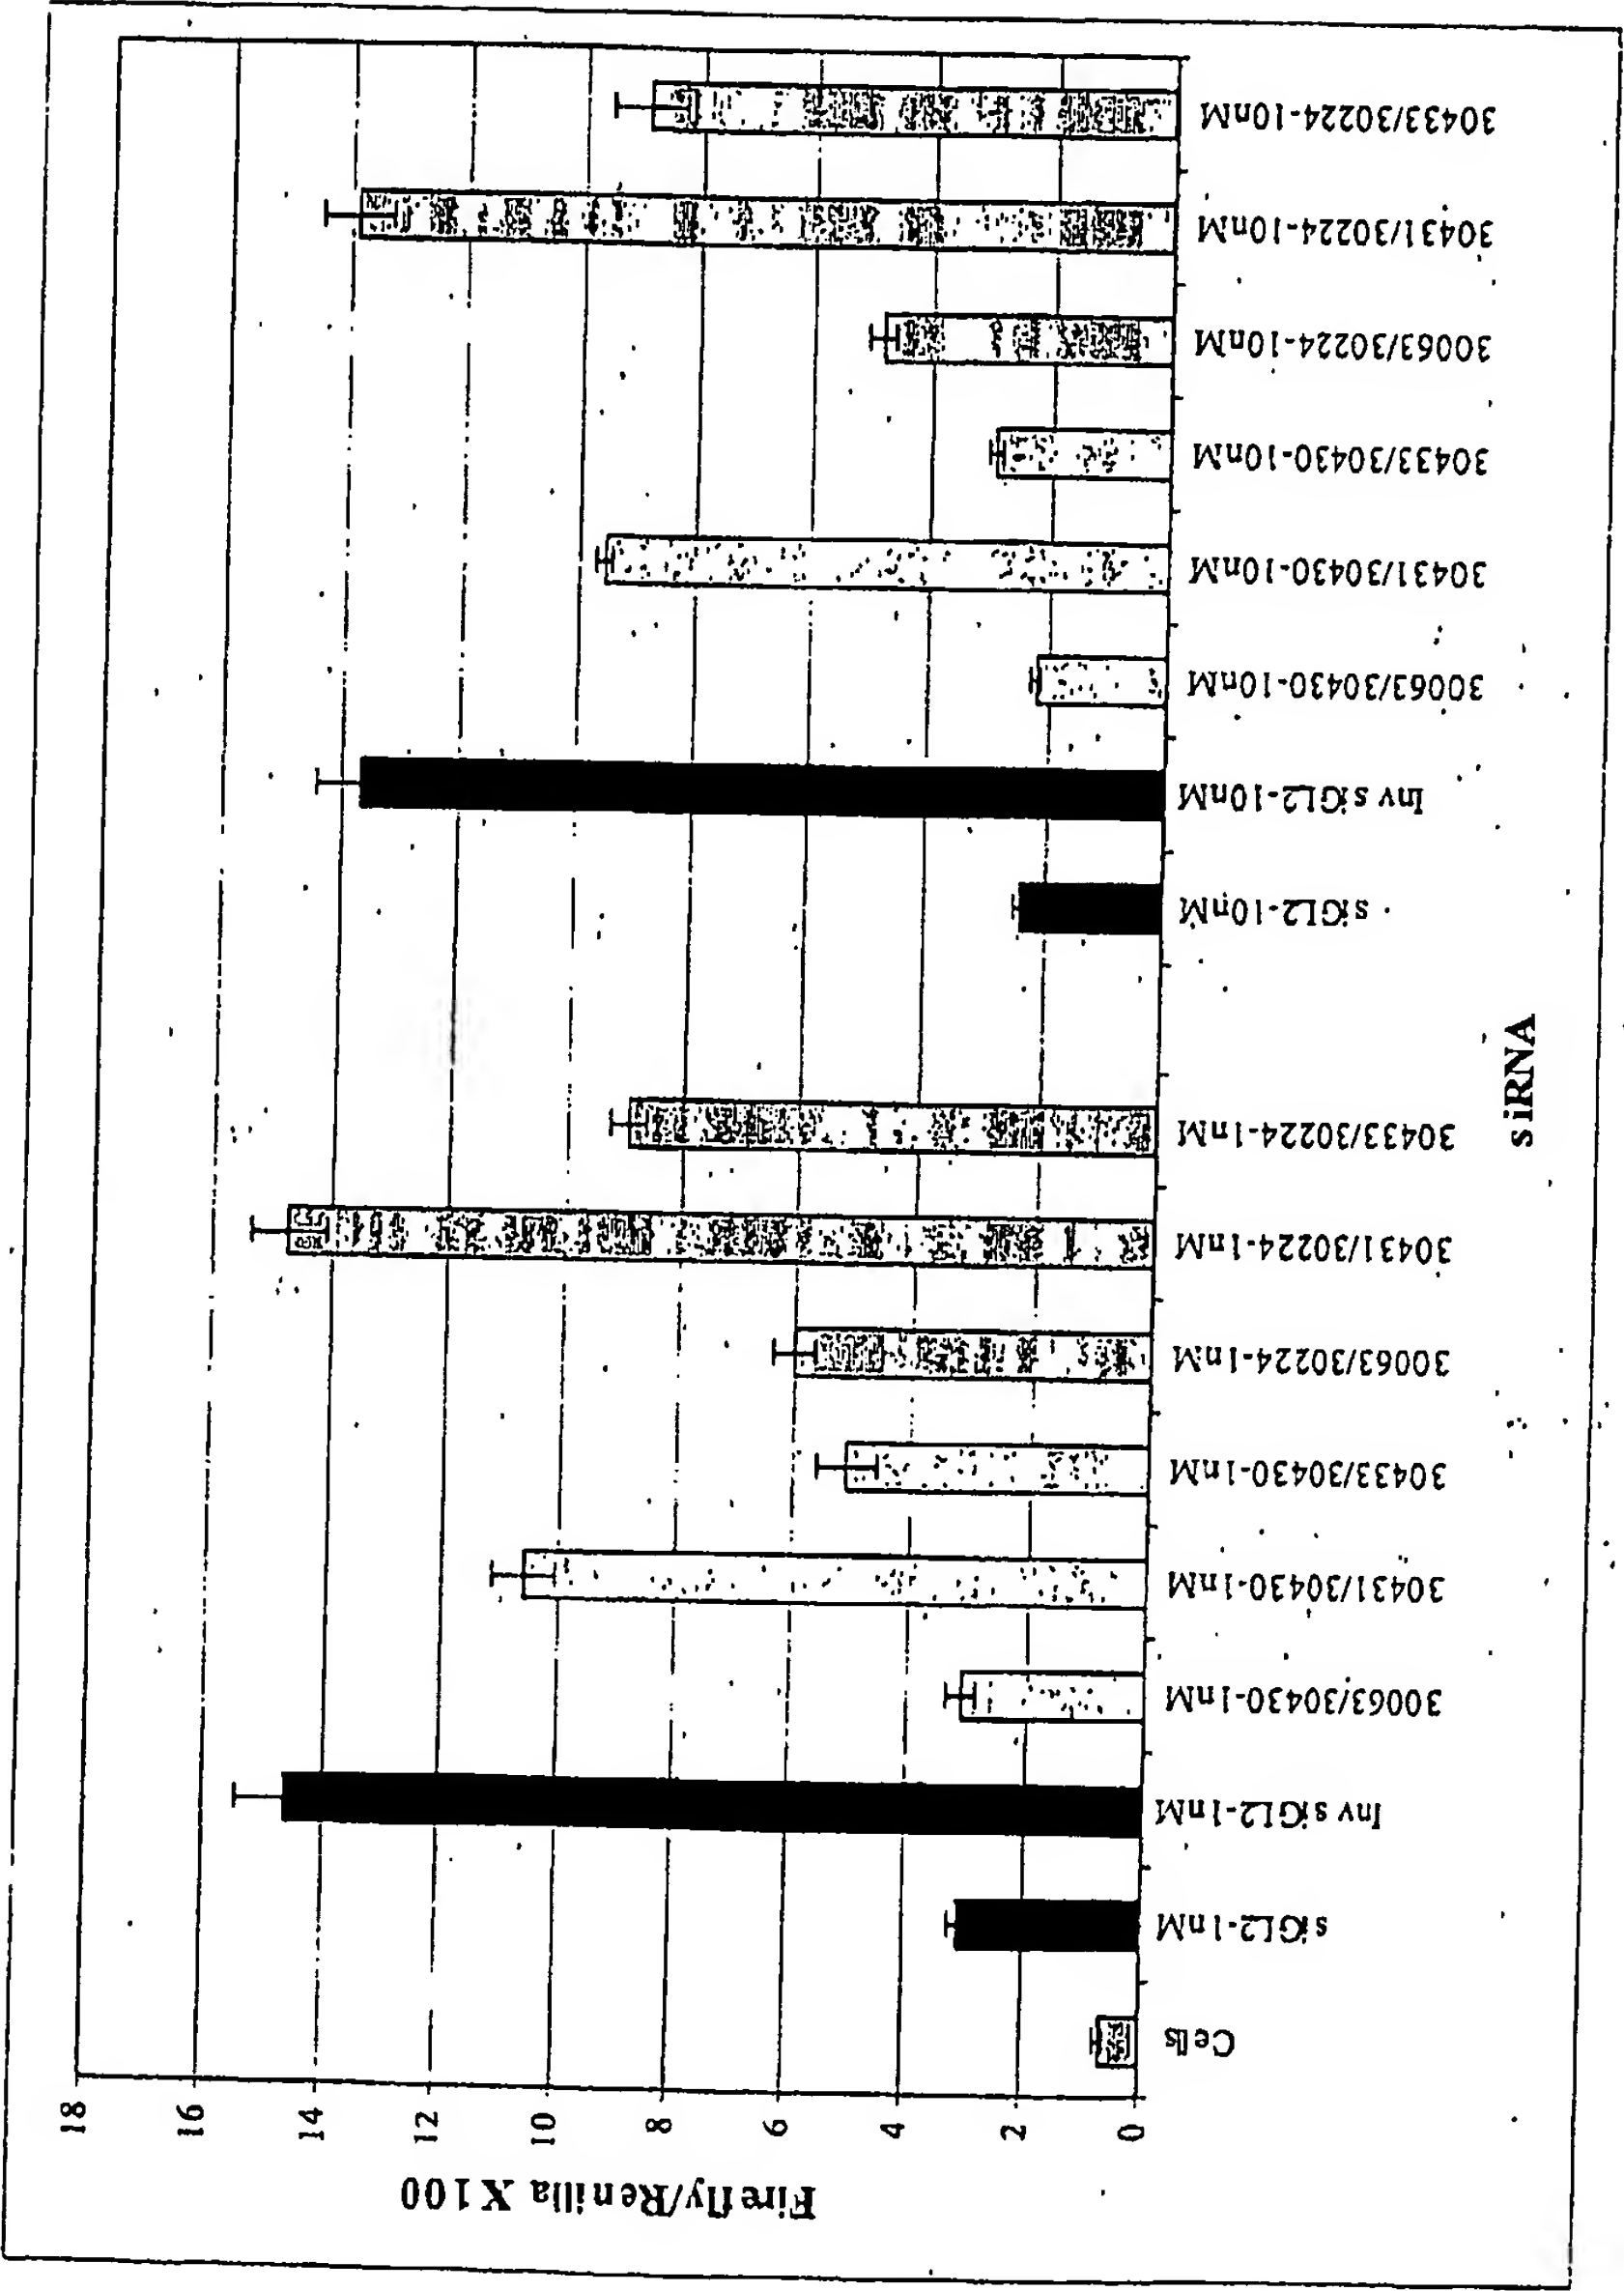 Firefly/Renilla X 100
18
16
14
12
10
8
6
4
2
0
Cells
siGL2-1nM
Inv siGL2-1nM
30063/30430-1nM
30431/30430-1nM
30433/30430-1nM
30063/30224-1nM
30431/30224-1nM
30433/30224-1nM
siGL2-10nM
Inv siGL2-10nM
30063/30430-10nM
30431/30430-10nM
30433/30430-10nM
30063/30224-10nM
30431/30224-10nM
30433/30224-10nM
siRNA